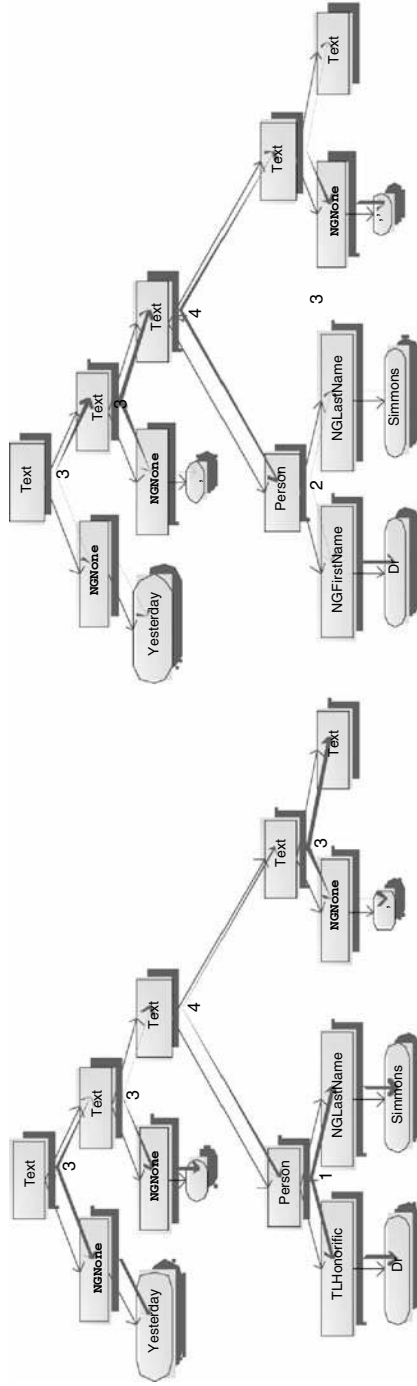 Text
3
NGNone
Text
Yesterday
3
NGNone
Text
,
4
Person
Text
1
3
TLHonorific
NGLastName
NGNone
Text
Dr
Simmons
,
Text
3
NGNone
Text
Yesterday
3
NGNone
Text
,
4
Person
Text
2
3
NGFirstName
NGLastName
NGNone
Text
Dr
Simmons